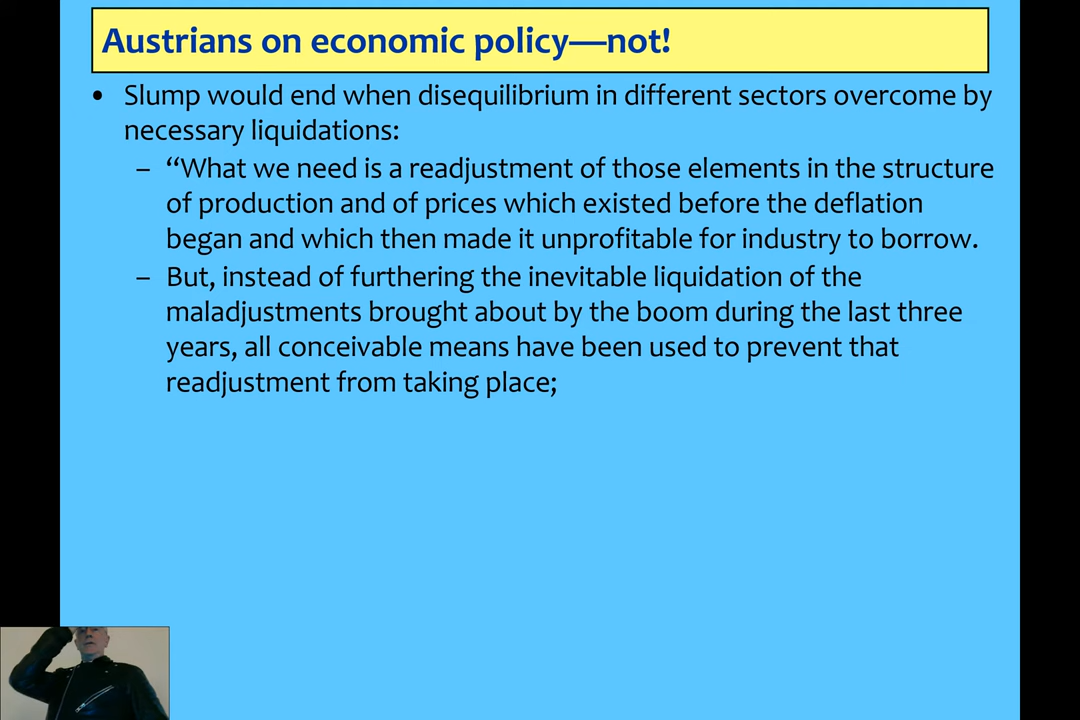 Austrians on economic policy—not!
• Slump would end when disequilibrium in different sectors overcome by
necessary liquidations:
– “What we need is a readjustment of those elements in the structure
of production and of prices which existed before the deflation
began and which then made it unprofitable for industry to borrow.
– But, instead of furthering the inevitable liquidation of the
maladjustments brought about by the boom during the last three
years, all conceivable means have been used to prevent that
readjustment from taking place;